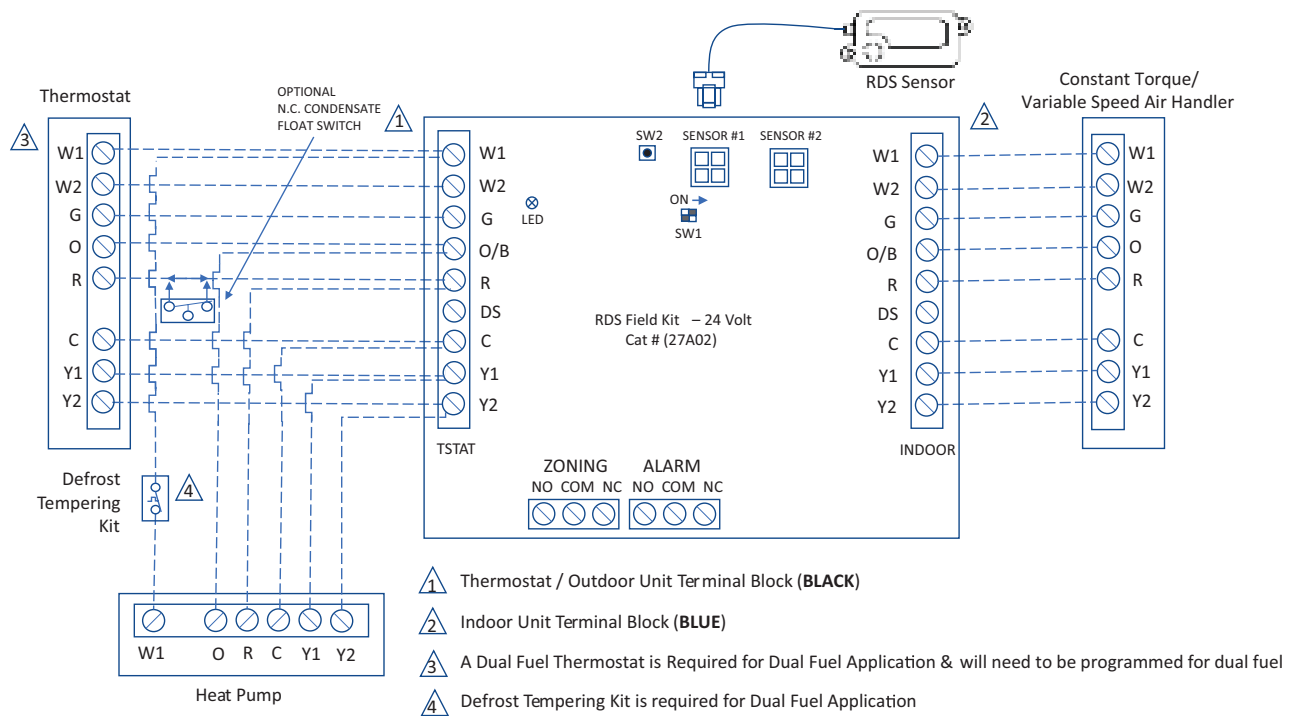 RDS Sensor
Constant Torque/
Variable Speed Air Handler
Thermostat
OPTIONAL
N.C. CONDENSATE
FLOAT SWITCH
3
1
2
W1
W2
G
O
R
C
Y1
Y2
W1
W2
G
O/B
R
DS
C
Y1
Y2
TSTAT
LED
SW2
SENSOR #1
SENSOR #2
ON
SW1
RDS Field Kit – 24 Volt
Cat # (27A02)
W1
W2
G
O/B
R
DS
C
Y1
Y2
INDOOR
W1
W2
G
O
R
C
Y1
Y2
ZONING
NO COM NC
ALARM
NO COM NC
Defrost
Tempering
Kit
4
W1 O R C Y1 Y2
Heat Pump
1 Thermostat / Outdoor Unit Terminal Block (BLACK)
2 Indoor Unit Terminal Block (BLUE)
3 A Dual Fuel Thermostat is Required for Dual Fuel Application & will need to be programmed for dual fuel
4 Defrost Tempering Kit is required for Dual Fuel Application